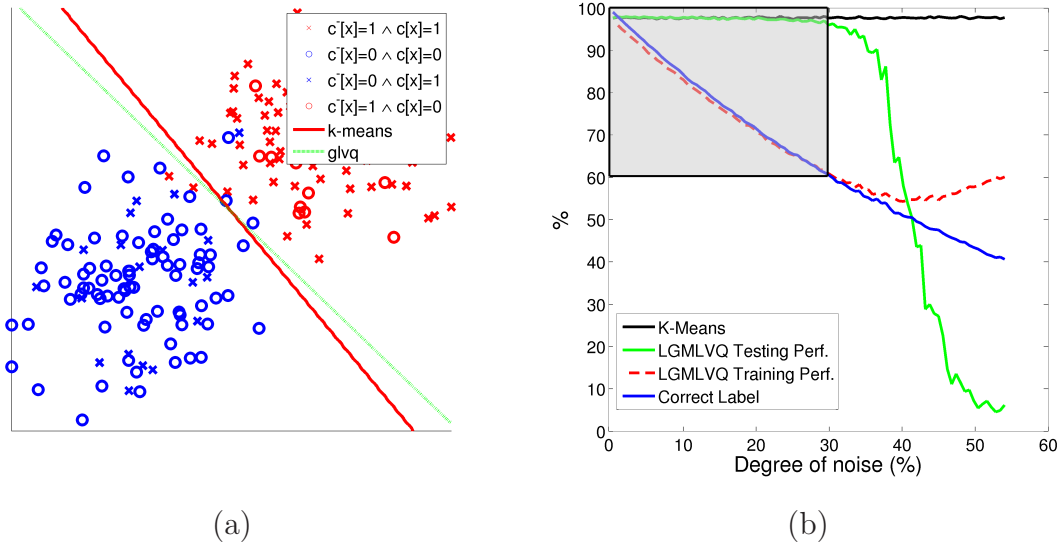 c⁻[x]=1 ∧ c[x]=1
c⁻[x]=0 ∧ c[x]=0
c⁻[x]=0 ∧ c[x]=1
c⁻[x]=1 ∧ c[x]=0
k-means
glvq
(a)
100
90
80
70
60
50
40
30
20
10
0
%
K-Means
LGMLVQ Testing Perf.
LGMLVQ Training Perf.
Correct Label
0 10 20 30 40 50 60
Degree of noise (%)
(b)